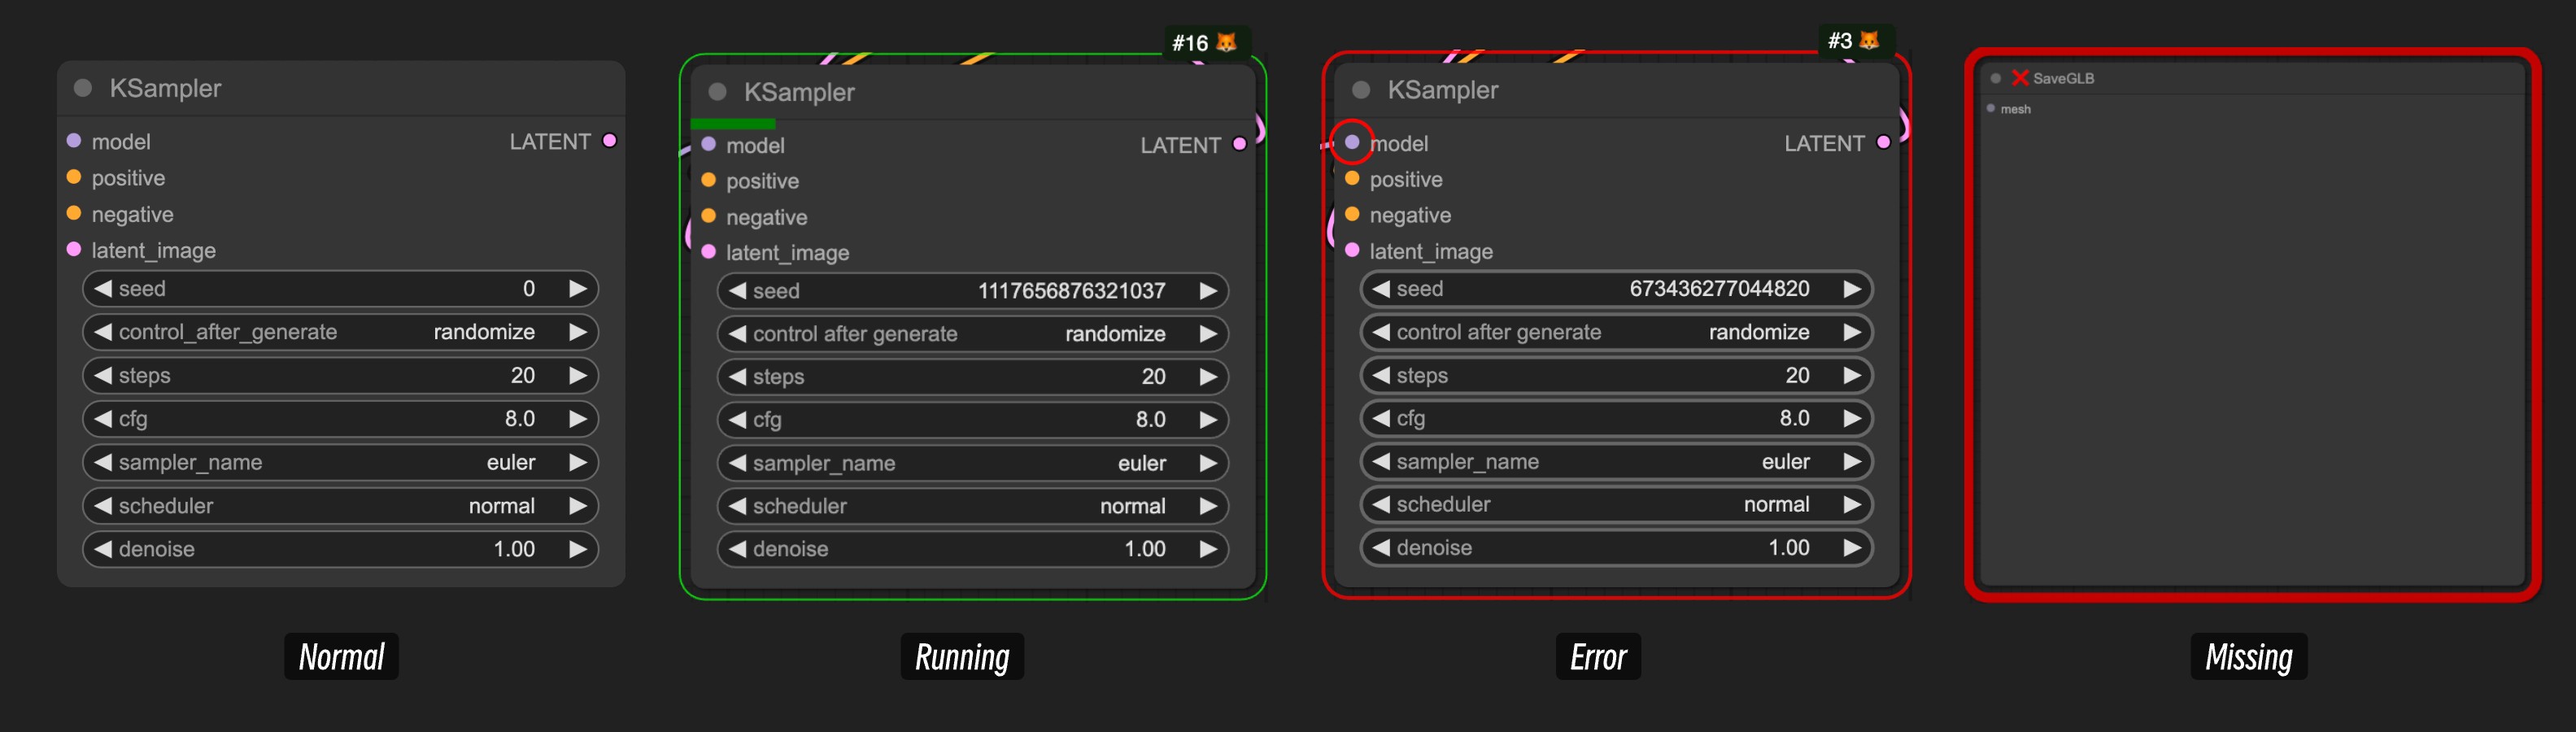 KSampler
model LATENT
positive
negative
latent_image
seed 0
control_after_generate randomize
steps 20
cfg 8.0
sampler_name euler
scheduler normal
denoise 1.00
Normal
#16
KSampler
model LATENT
positive
negative
latent_image
seed 1117656876321037
control after generate randomize
steps 20
cfg 8.0
sampler_name euler
scheduler normal
denoise 1.00
Running
#3
KSampler
model LATENT
positive
negative
latent_image
seed 673436277044820
control after generate randomize
steps 20
cfg 8.0
sampler_name euler
scheduler normal
denoise 1.00
Error
SaveGLB
mesh
Missing